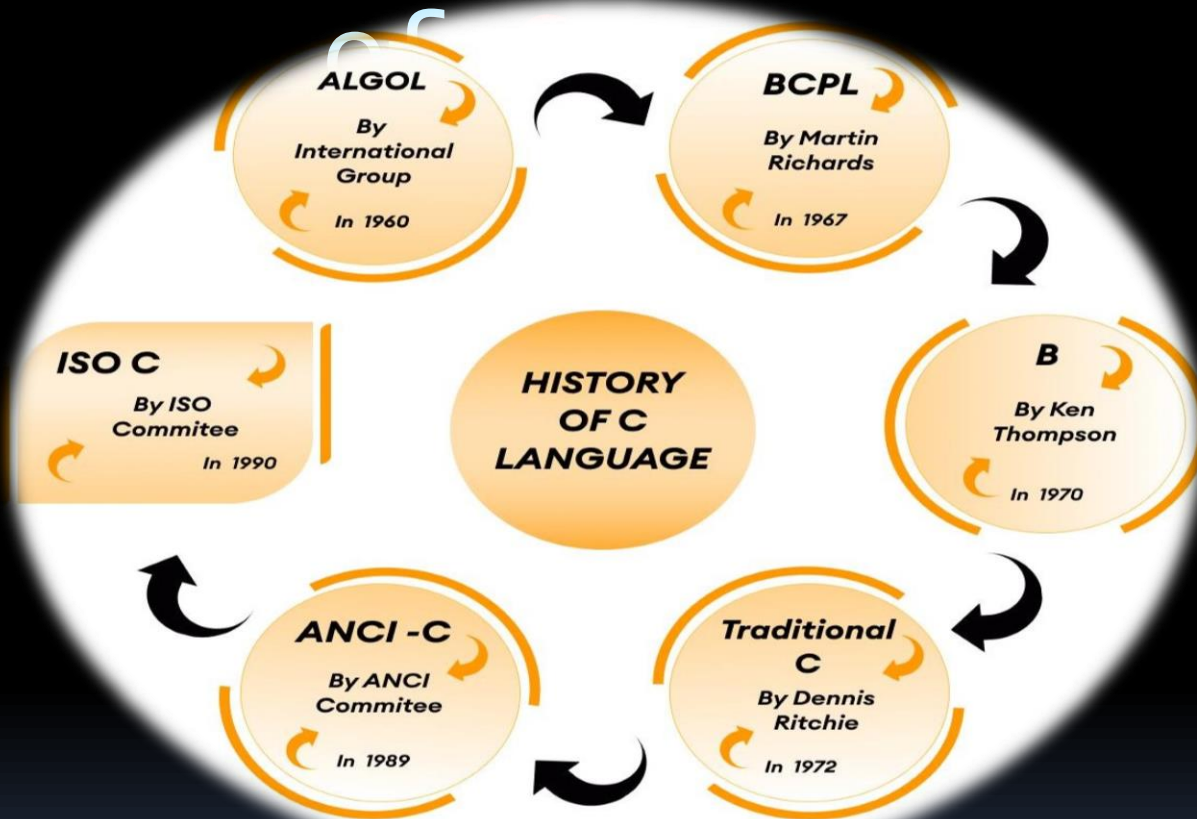 ALGOL
By
International
Group
In 1960
BCPL
By Martin
Richards
In 1967
B
By Ken
Thompson
In 1970
Traditional
C
By Dennis
Ritchie
In 1972
ANCI -C
By ANCI
Commitee
In 1989
ISO C
By ISO
Commitee
In 1990
HISTORY
OF C
LANGUAGE